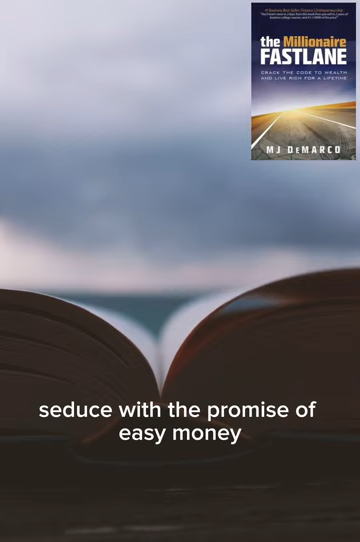 the Millionaire
FASTLANE
CRACK THE CODE TO WEALTH
AND LIVE RICH FOR A LIFETIME
MJ DEMARCO
seduce with the promise of
easy money